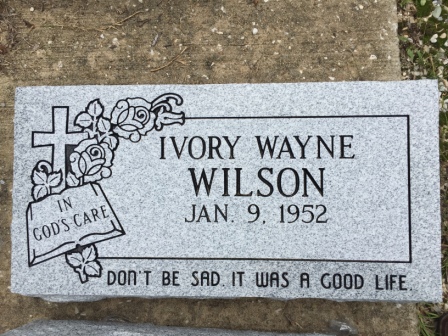 IVORY WAYNE
WILSON
JAN. 9, 1952
IN
GOD'S CARE
DON'T BE SAD. IT WAS A GOOD LIFE.